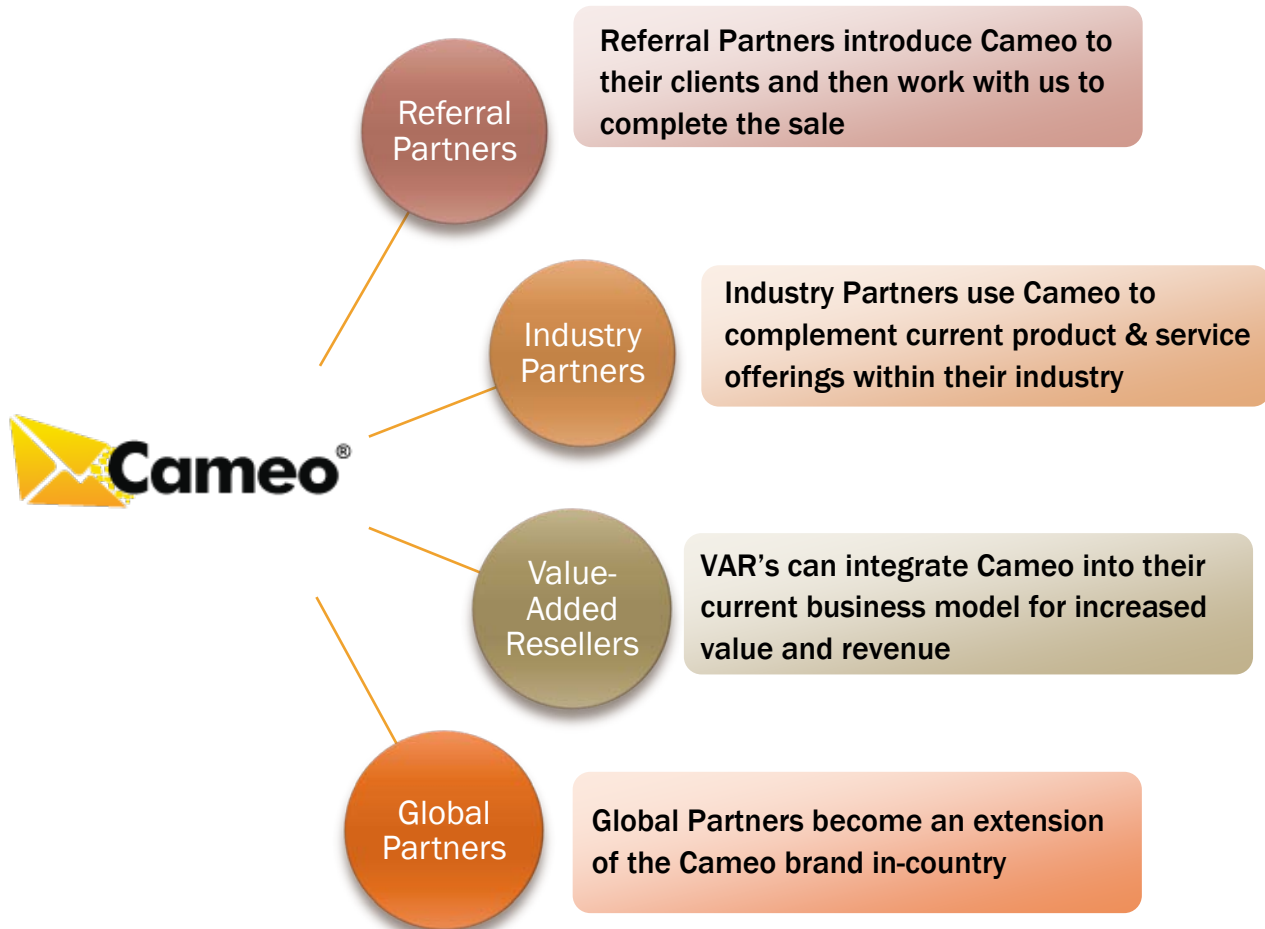 Referral
Partners
Referral Partners introduce Cameo to
their clients and then work with us to
complete the sale
Industry
Partners
Industry Partners use Cameo to
complement current product & service
offerings within their industry
Cameo®
Value-
Added
Resellers
VAR's can integrate Cameo into their
current business model for increased
value and revenue
Global
Partners
Global Partners become an extension
of the Cameo brand in-country